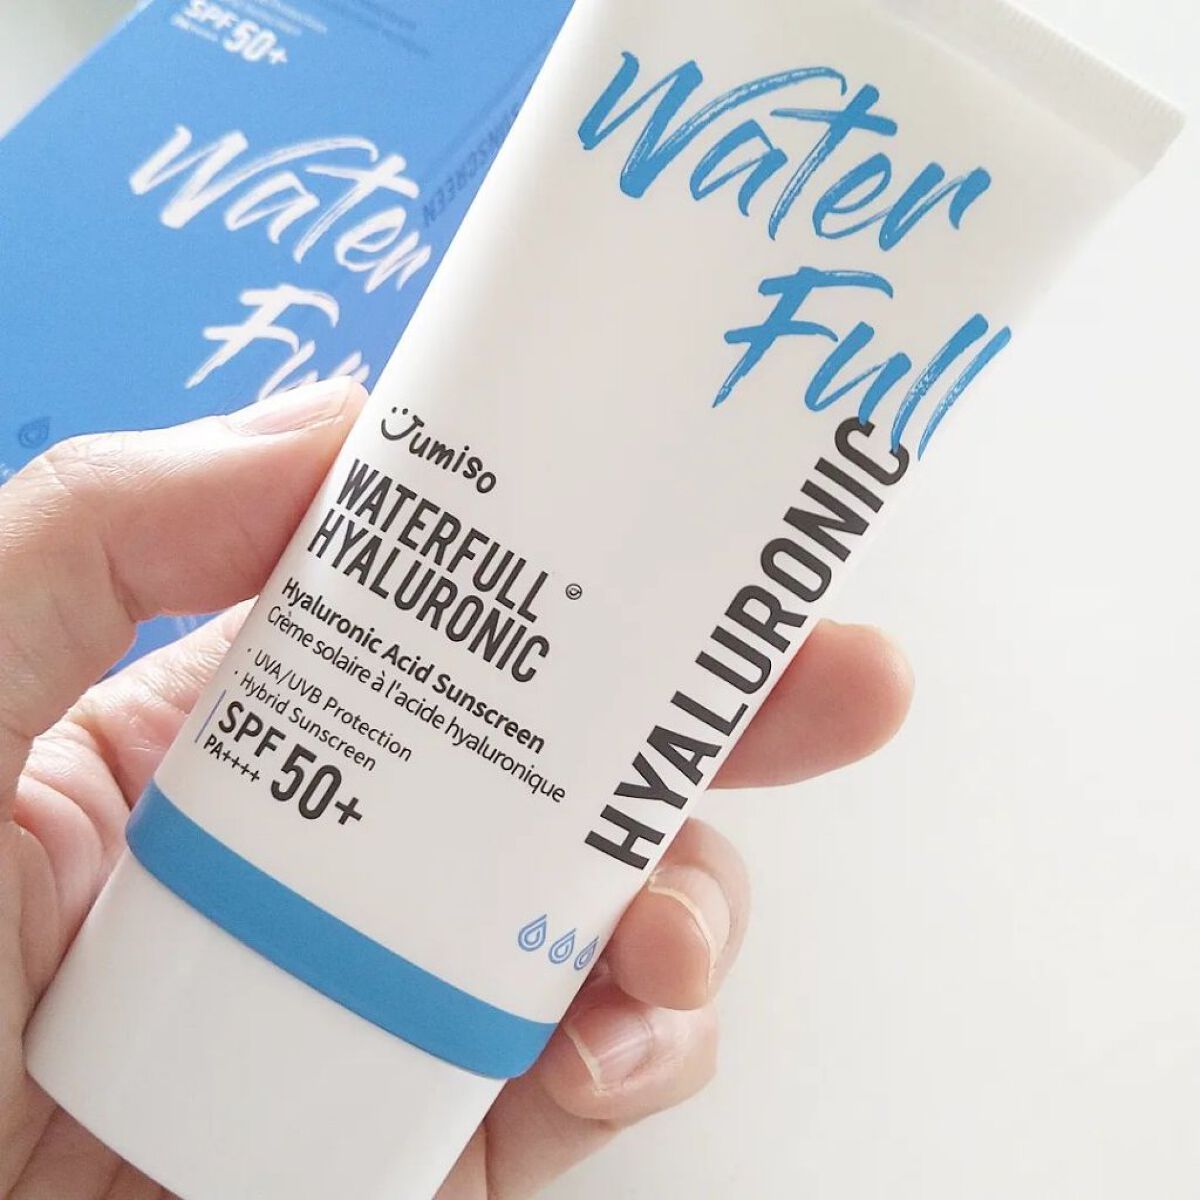 SPF 50+
Water
Full
SCREEN
Water
Full
HYALURONIC
Jumiso
WATERFULL
HYALURONIC
Hyaluronic Acid Sunscreen
Crème solaire à l'acide hyaluronique
· UVA/UVB Protection
· Hybrid Sunscreen
SPF 50+
PA++++